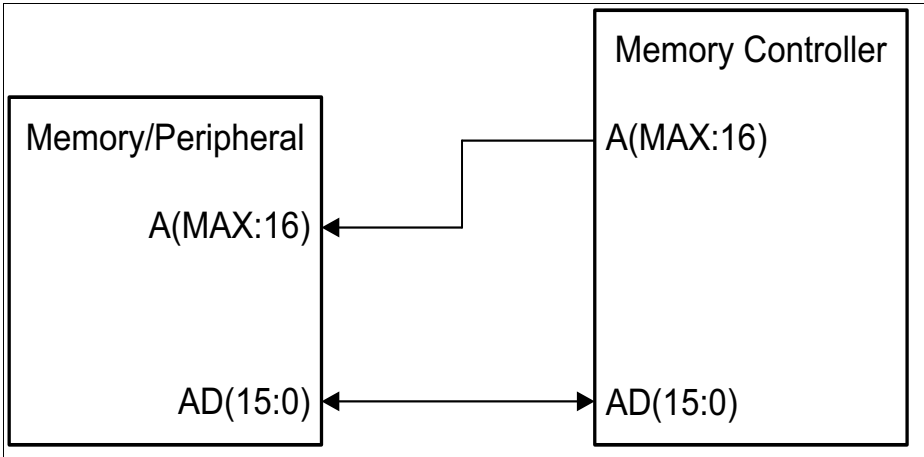 Memory Controller
Memory/Peripheral
A(MAX:16)
A(MAX:16)
AD(15:0)
AD(15:0)